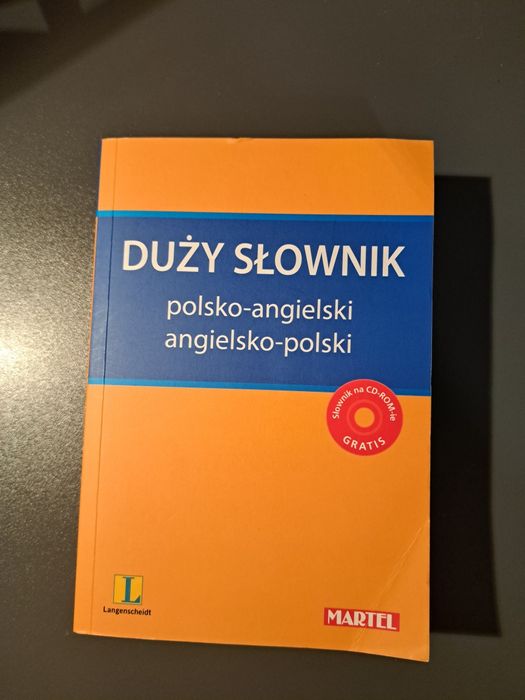 DUŻY SŁOWNIK
polsko-angielski
angielsko-polski
Słownik na CD-ROM-ie
GRATIS
L
Langenscheidt
MARTEL